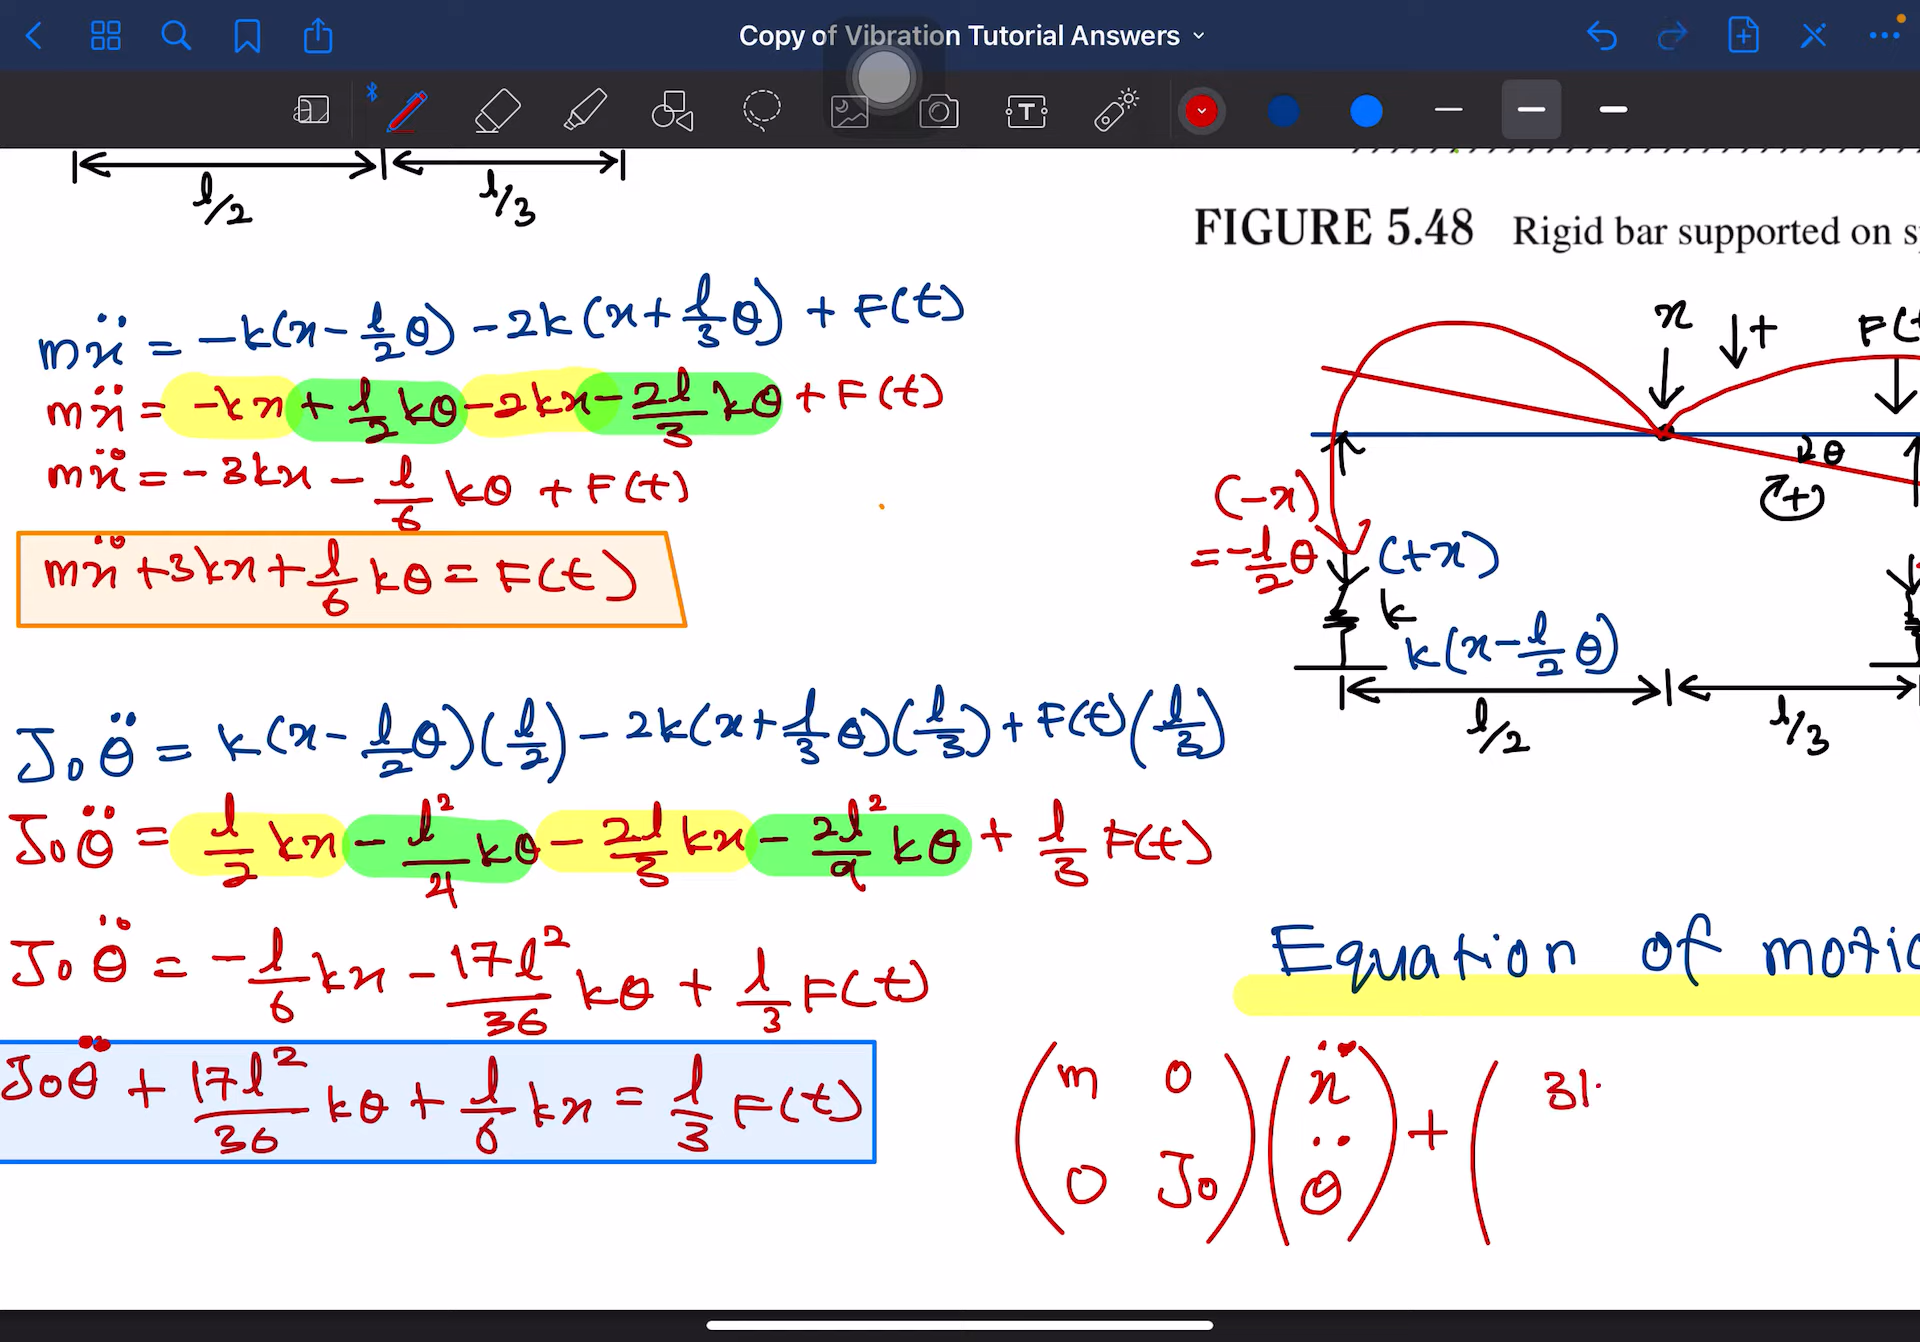 Copy of Vibration Tutorial Answers
l/2
l/3
FIGURE 5.48 Rigid bar supported on s
mẍ = -k(x - l/2 θ) - 2k(x + l/3 θ) + F(t)
mẍ = -kx + l/2 kθ - 2kx - 2l/3 kθ + F(t)
mẍ = -3kx - l/6 kθ + F(t)
mẍ + 3kx + l/6 kθ = F(t)
x
+
F(t
θ
(+)
(-x)
= -l/2 θ
(+x)
k
k(x - l/2 θ)
l/2
l/3
J₀θ̈ = k(x - l/2 θ)(l/2) - 2k(x + l/3 θ)(l/3) + F(t)(l/3)
J₀θ̈ = l/2 kx - l²/4 kθ - 2l/3 kx - 2l²/9 kθ + l/3 F(t)
J₀θ̈ = -l/6 kx - 17l²/36 kθ + l/3 F(t)
J₀θ̈ + 17l²/36 kθ + l/6 kx = l/3 F(t)
Equation of motio
(m 0) (ẍ) + ( 3
(0 J₀) (θ̈)